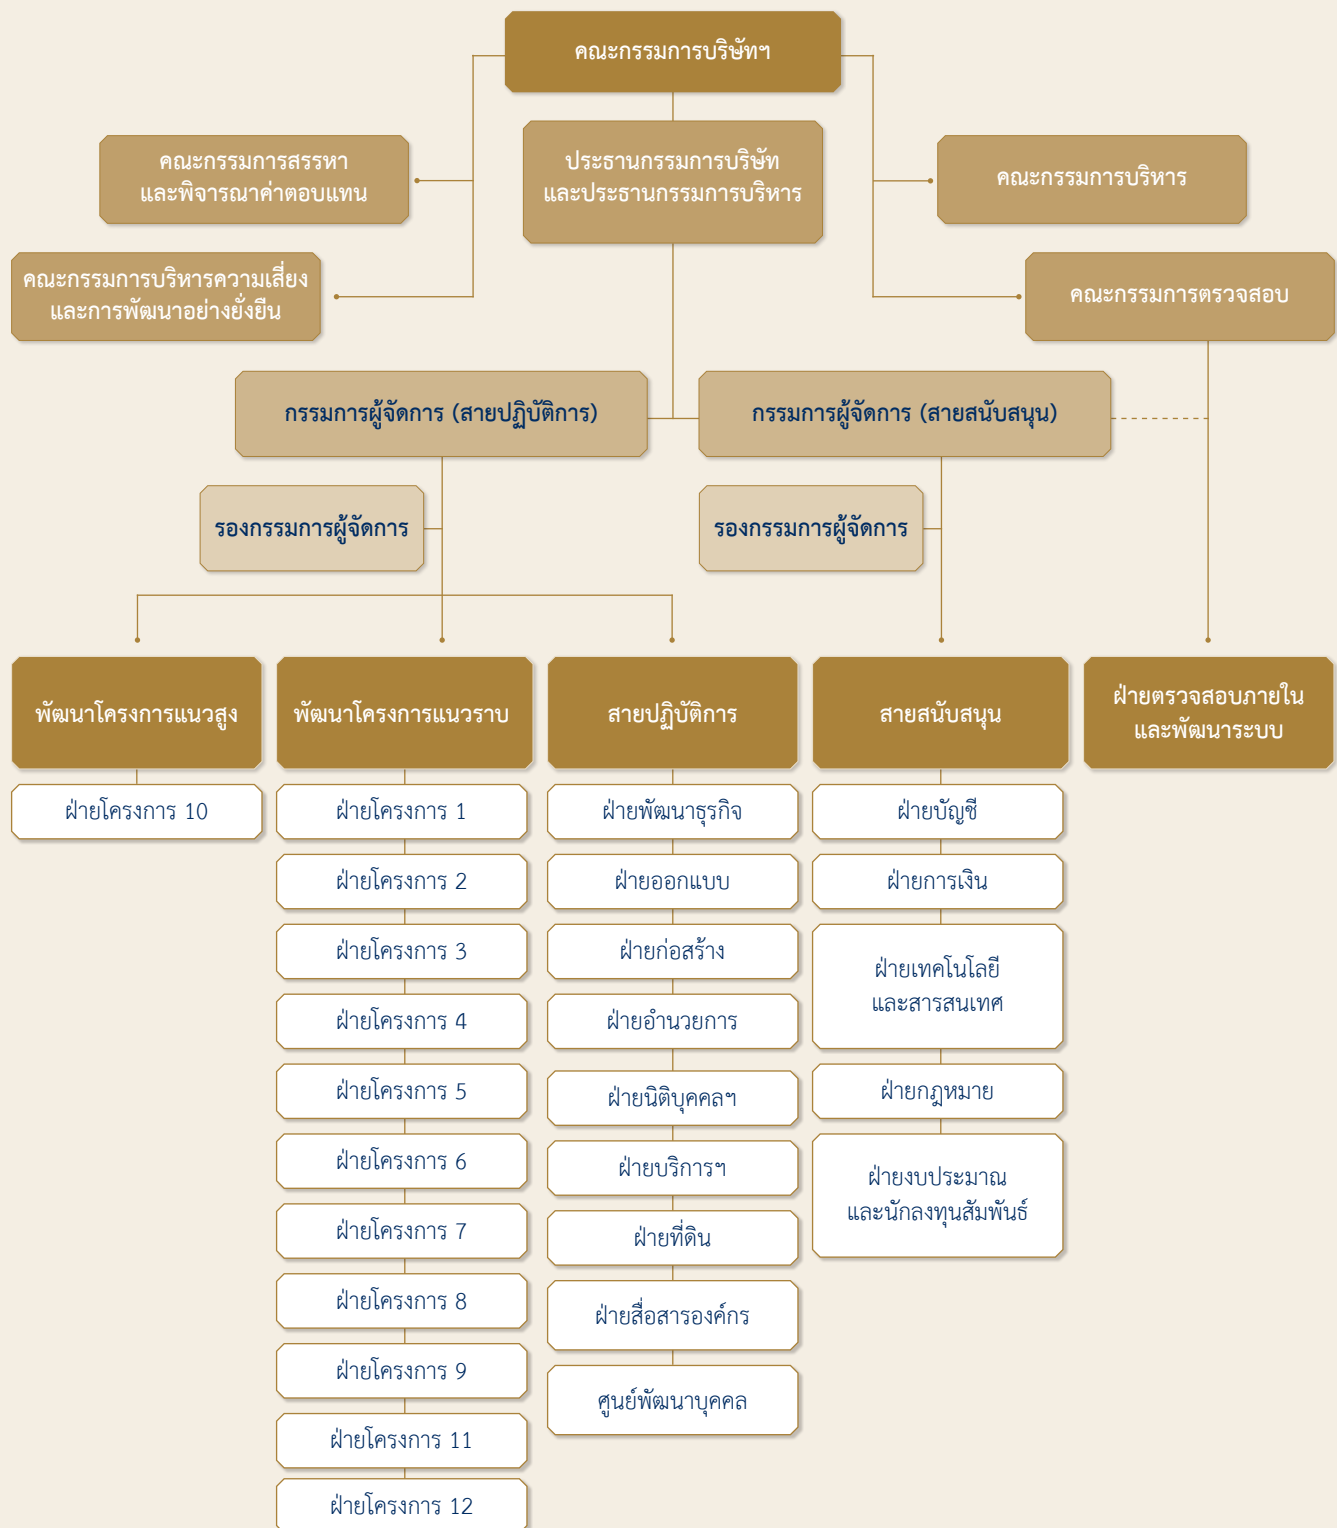 คณะกรรมการบริษัทฯ
คณะกรรมการสรรหา
และพิจารณาค่าตอบแทน
ประธานกรรมการบริษัท
และประธานกรรมการบริหาร
คณะกรรมการบริหาร
คณะกรรมการบริหารความเสี่ยง
และการพัฒนาอย่างยั่งยืน
คณะกรรมการตรวจสอบ
กรรมการผู้จัดการ (สายปฏิบัติการ)
กรรมการผู้จัดการ (สายสนับสนุน)
รองกรรมการผู้จัดการ
รองกรรมการผู้จัดการ
พัฒนาโครงการแนวสูง
ฝ่ายโครงการ 10
พัฒนาโครงการแนวราบ
ฝ่ายโครงการ 1
ฝ่ายโครงการ 2
ฝ่ายโครงการ 3
ฝ่ายโครงการ 4
ฝ่ายโครงการ 5
ฝ่ายโครงการ 6
ฝ่ายโครงการ 7
ฝ่ายโครงการ 8
ฝ่ายโครงการ 9
ฝ่ายโครงการ 11
ฝ่ายโครงการ 12
สายปฏิบัติการ
ฝ่ายพัฒนาธุรกิจ
ฝ่ายออกแบบ
ฝ่ายก่อสร้าง
ฝ่ายอำนวยการ
ฝ่ายนิติบุคคลฯ
ฝ่ายบริการฯ
ฝ่ายที่ดิน
ฝ่ายสื่อสารองค์กร
ศูนย์พัฒนาบุคคล
สายสนับสนุน
ฝ่ายบัญชี
ฝ่ายการเงิน
ฝ่ายเทคโนโลยี
และสารสนเทศ
ฝ่ายกฎหมาย
ฝ่ายงบประมาณ
และนักลงทุนสัมพันธ์
ฝ่ายตรวจสอบภายใน
และพัฒนาระบบ